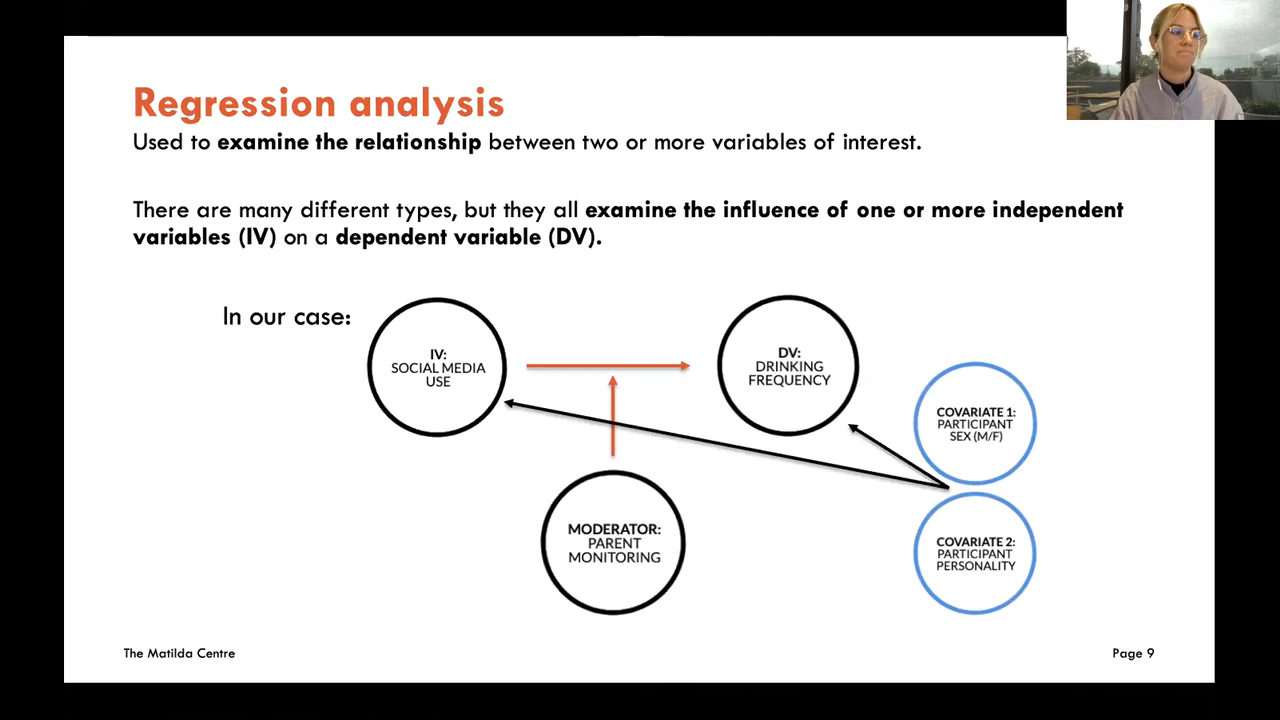 Regression analysis
Used to examine the relationship between two or more variables of interest.
There are many different types, but they all examine the influence of one or more independent
variables (IV) on a dependent variable (DV).
In our case:
IV:
SOCIAL MEDIA
USE
DV:
DRINKING
FREQUENCY
COVARIATE 1:
PARTICIPANT
SEX (M/F)
MODERATOR:
PARENT
MONITORING
COVARIATE 2:
PARTICIPANT
PERSONALITY
The Matilda Centre
Page 9